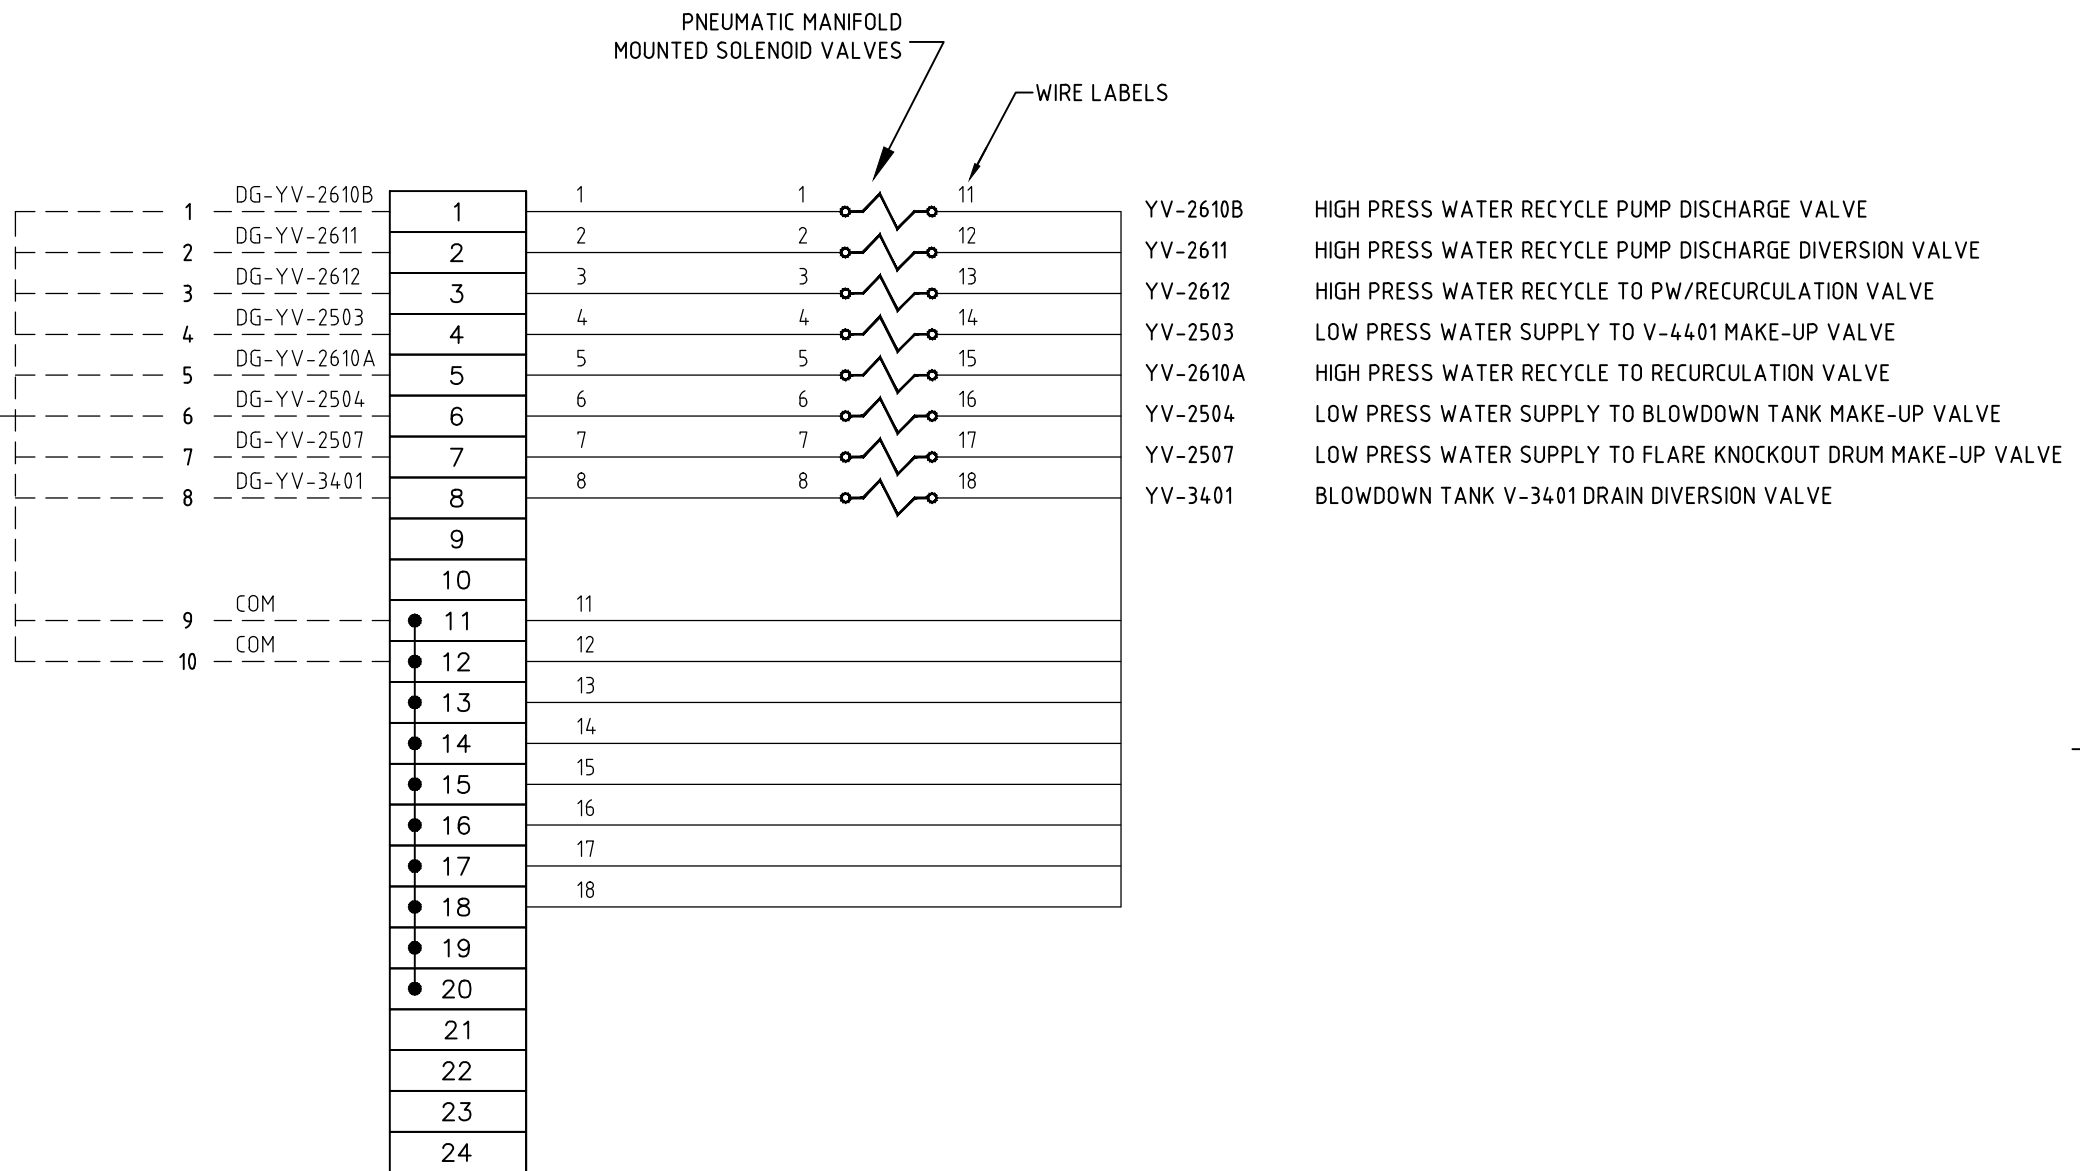 PNEUMATIC MANIFOLD
MOUNTED SOLENOID VALVES
WIRE LABELS
1 DG-YV-2610B 1 1 1 11 YV-2610B HIGH PRESS WATER RECYCLE PUMP DISCHARGE VALVE
2 DG-YV-2611 2 2 2 12 YV-2611 HIGH PRESS WATER RECYCLE PUMP DISCHARGE DIVERSION VALVE
3 DG-YV-2612 3 3 3 13 YV-2612 HIGH PRESS WATER RECYCLE TO PW/RECURCULATION VALVE
4 DG-YV-2503 4 4 4 14 YV-2503 LOW PRESS WATER SUPPLY TO V-4401 MAKE-UP VALVE
5 DG-YV-2610A 5 5 5 15 YV-2610A HIGH PRESS WATER RECYCLE TO RECURCULATION VALVE
6 DG-YV-2504 6 6 6 16 YV-2504 LOW PRESS WATER SUPPLY TO BLOWDOWN TANK MAKE-UP VALVE
7 DG-YV-2507 7 7 7 17 YV-2507 LOW PRESS WATER SUPPLY TO FLARE KNOCKOUT DRUM MAKE-UP VALVE
8 DG-YV-3401 8 8 8 18 YV-3401 BLOWDOWN TANK V-3401 DRAIN DIVERSION VALVE
9
10
9 COM 11 11
10 COM 12 12
13 13
14 14
15 15
16 16
17 17
18 18
19
20
21
22
23
24